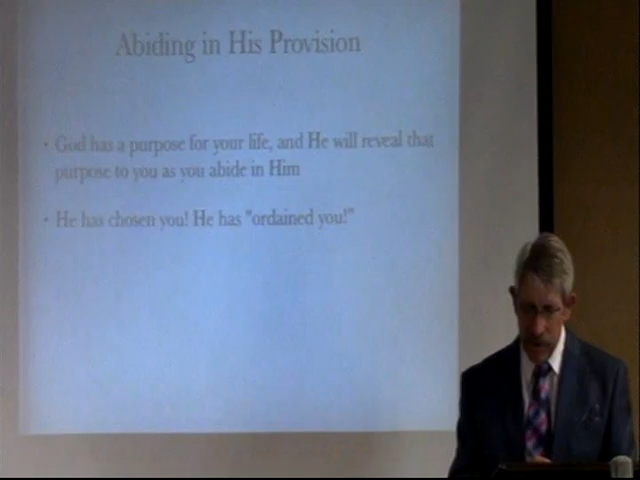 Abiding in His Provision
• God has a purpose for your life, and He will reveal that
purpose to you as you abide in Him
• He has chosen you! He has "ordained you!"